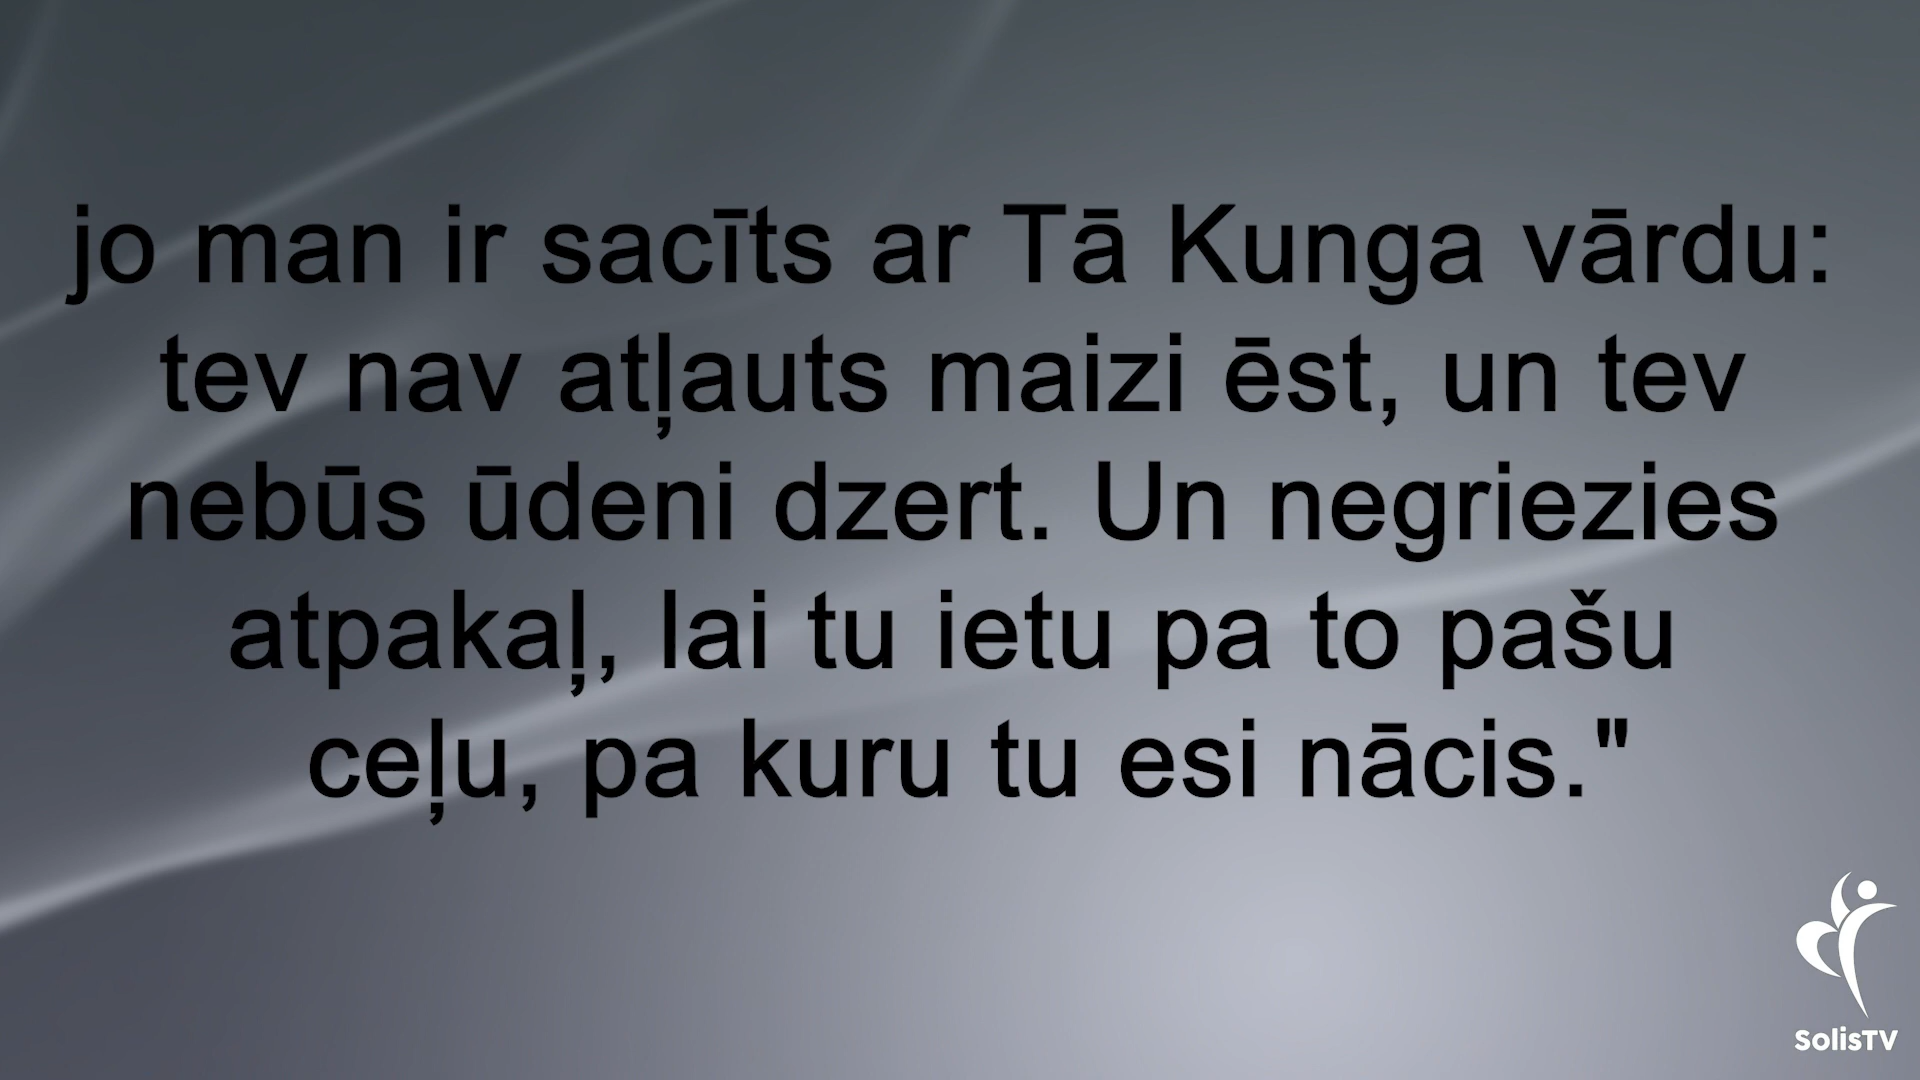 jo man ir sacīts ar Tā Kunga vārdu:
tev nav atļauts maizi ēst, un tev
nebūs ūdeni dzert. Un negriezies
atpakaļ, lai tu ietu pa to pašu
ceļu, pa kuru tu esi nācis."
SolisTV